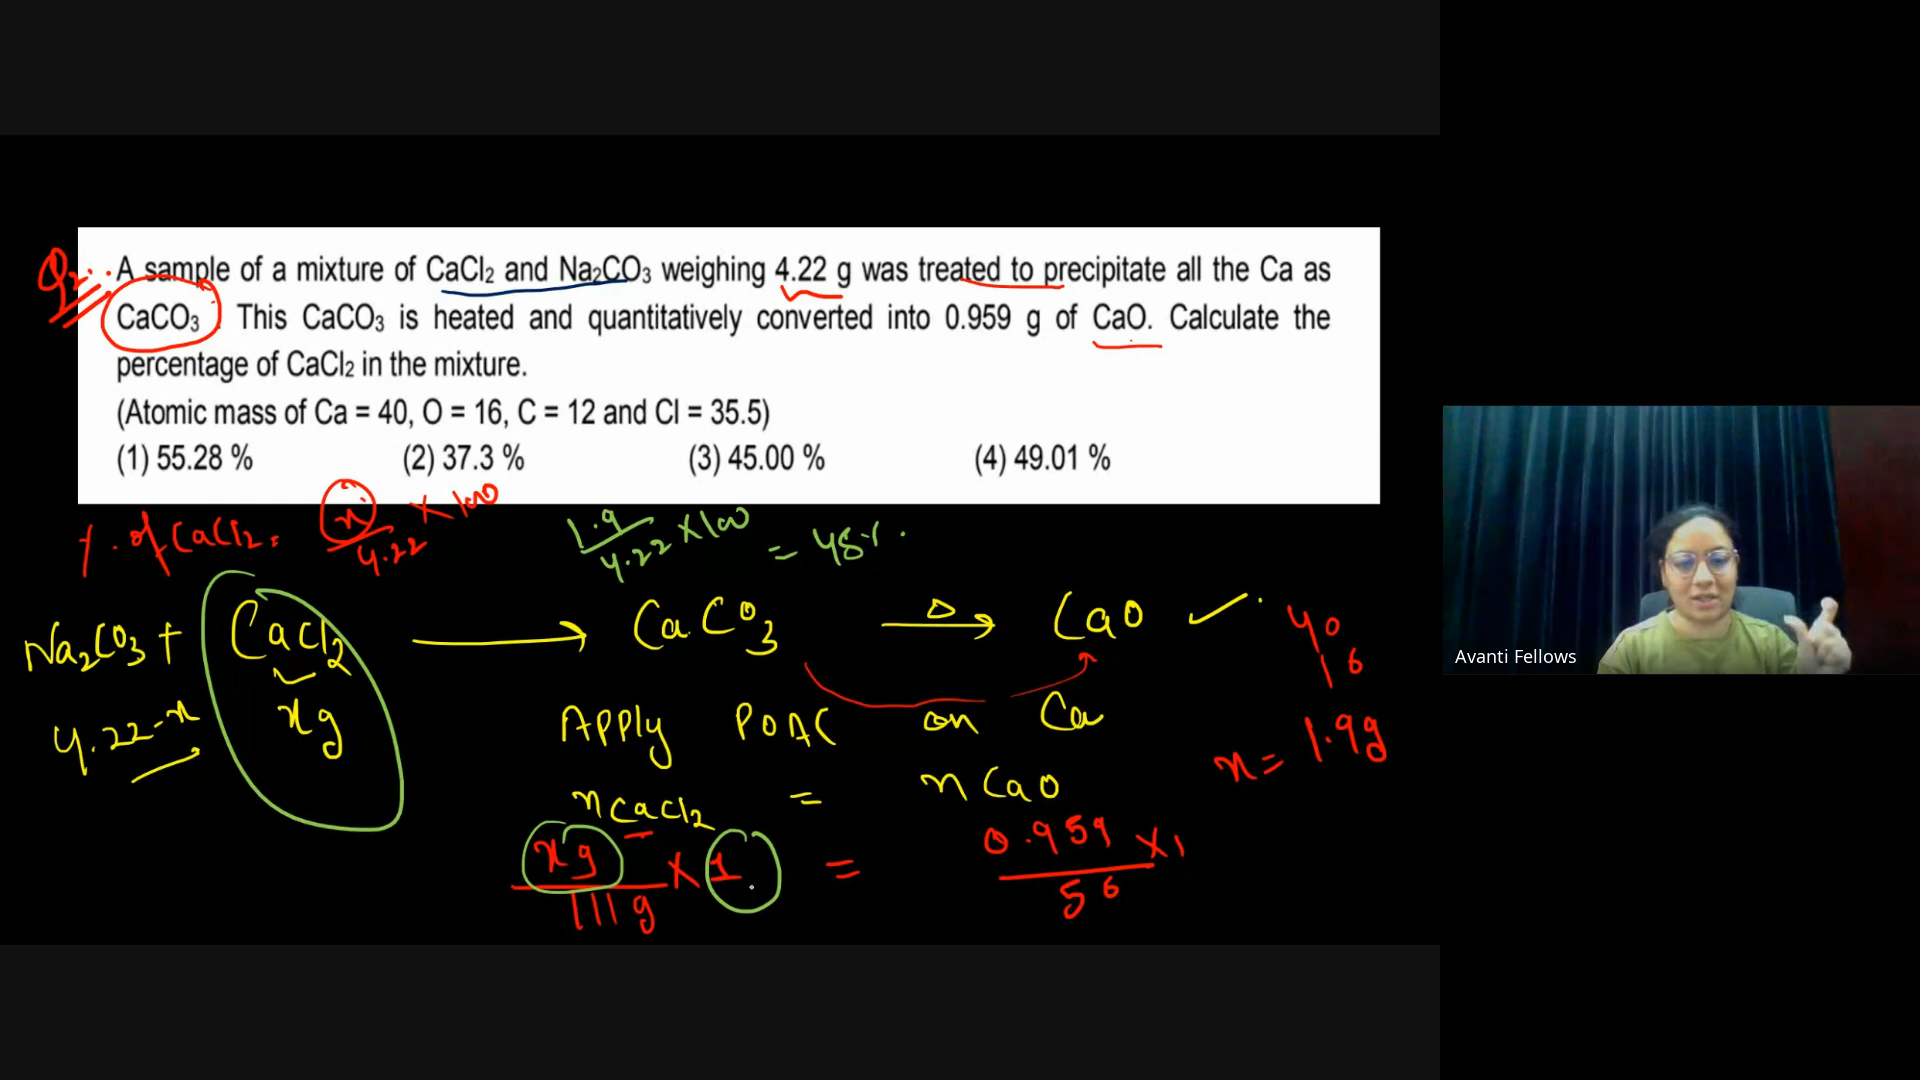 Q2:
A sample of a mixture of CaCl2 and Na2CO3 weighing 4.22 g was treated to precipitate all the Ca as
CaCO3. This CaCO3 is heated and quantitatively converted into 0.959 g of CaO. Calculate the
percentage of CaCl2 in the mixture.
(Atomic mass of Ca = 40, O = 16, C = 12 and Cl = 35.5)
(1) 55.28 % (2) 37.3 % (3) 45.00 % (4) 49.01 %
%. of CaCl2 = x/4.22 × 100
1.9/4.22 × 100 = 45%.
Na2CO3 + CaCl2 → CaCO3 Δ→ CaO ✓
40
16
Avanti Fellows
4.22-x
xg
Apply POAC on Ca
x = 1.9g
nCaCl2 = nCaO
xg/111g × 1 = 0.959/56 × 1